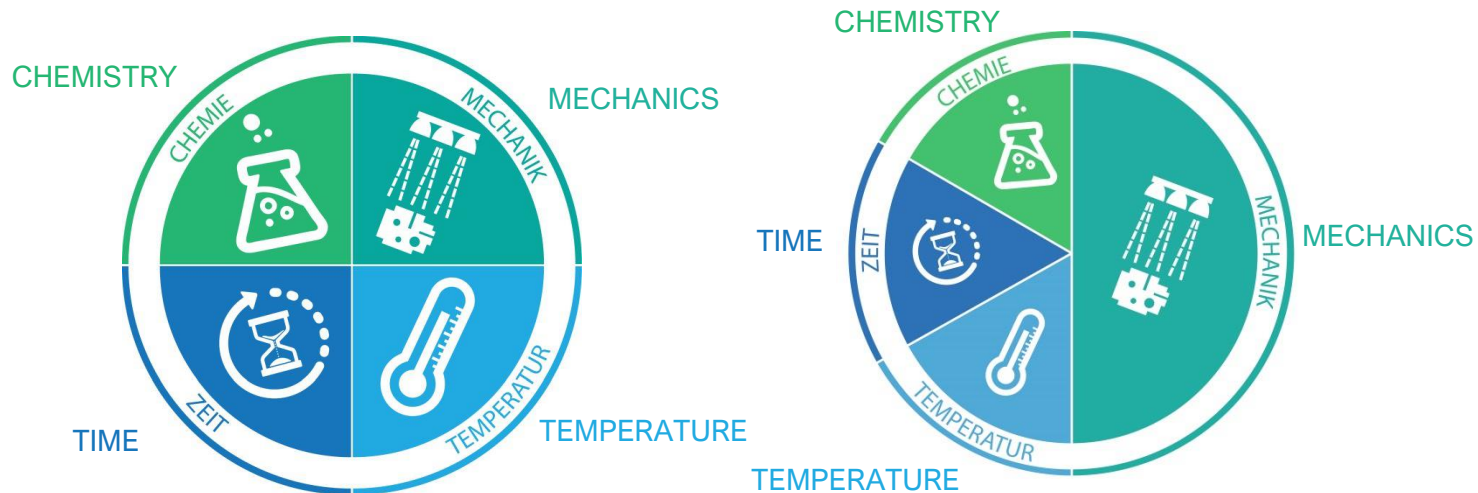 CHEMISTRY
CHEMIE
MECHANIK
MECHANICS
ZEIT
TIME
TEMPERATUR
TEMPERATURE
CHEMISTRY
CHEMIE
TIME
ZEIT
MECHANIK
MECHANICS
TEMPERATUR
TEMPERATURE